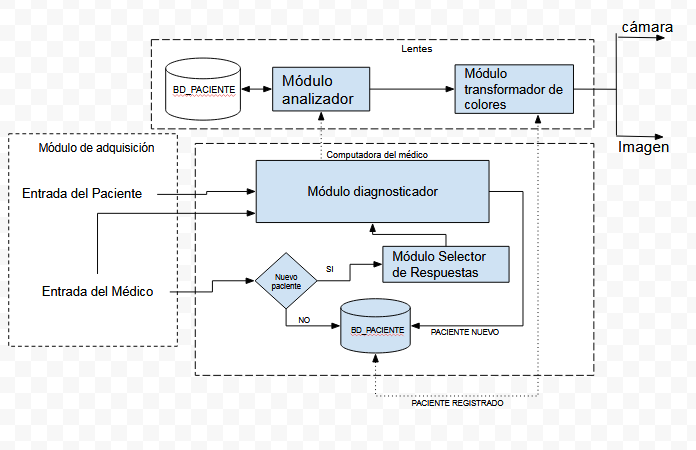 cámara
Lentes
BD_PACIENTE
Módulo
analizador
Módulo
transformador de
colores
Imagen
Módulo de adquisición
Computadora del médico
Entrada del Paciente
Módulo diagnosticador
Entrada del Médico
Nuevo
paciente
SI
Módulo Selector
de Respuestas
NO
BD_PACIENTE
PACIENTE NUEVO
PACIENTE REGISTRADO